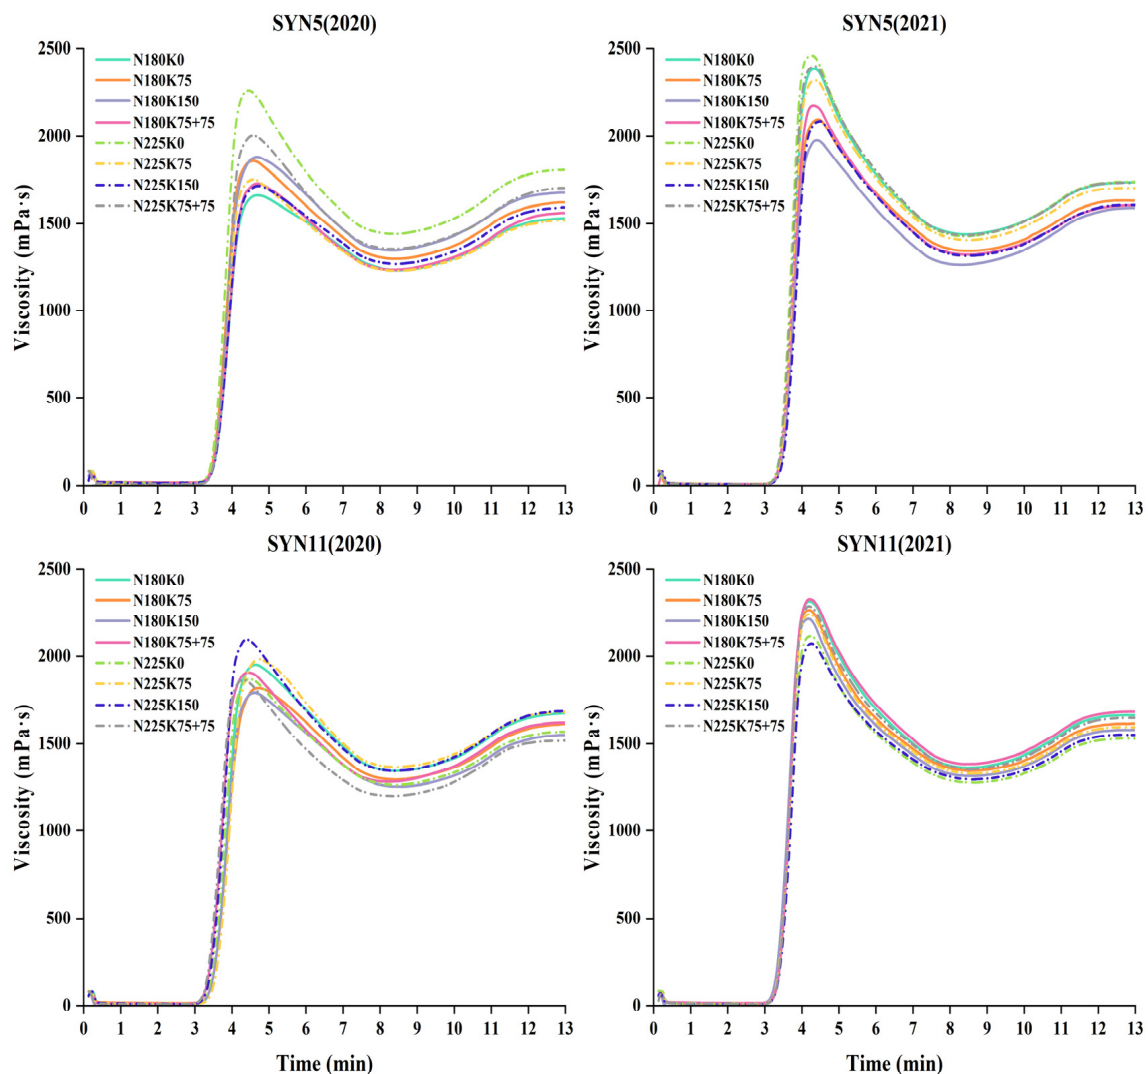 SYN5(2020)
Viscosity (mPa·s)
2500
2000
1500
1000
500
0
N180K0
N180K75
N180K150
N180K75+75
N225K0
N225K75
N225K150
N225K75+75
0 1 2 3 4 5 6 7 8 9 10 11 12 13
SYN5(2021)
Viscosity (mPa·s)
2500
2000
1500
1000
500
0
N180K0
N180K75
N180K150
N180K75+75
N225K0
N225K75
N225K150
N225K75+75
0 1 2 3 4 5 6 7 8 9 10 11 12 13
SYN11(2020)
Viscosity (mPa·s)
2500
2000
1500
1000
500
0
N180K0
N180K75
N180K150
N180K75+75
N225K0
N225K75
N225K150
N225K75+75
0 1 2 3 4 5 6 7 8 9 10 11 12 13
Time (min)
SYN11(2021)
Viscosity (mPa·s)
2500
2000
1500
1000
500
0
N180K0
N180K75
N180K150
N180K75+75
N225K0
N225K75
N225K150
N225K75+75
0 1 2 3 4 5 6 7 8 9 10 11 12 13
Time (min)